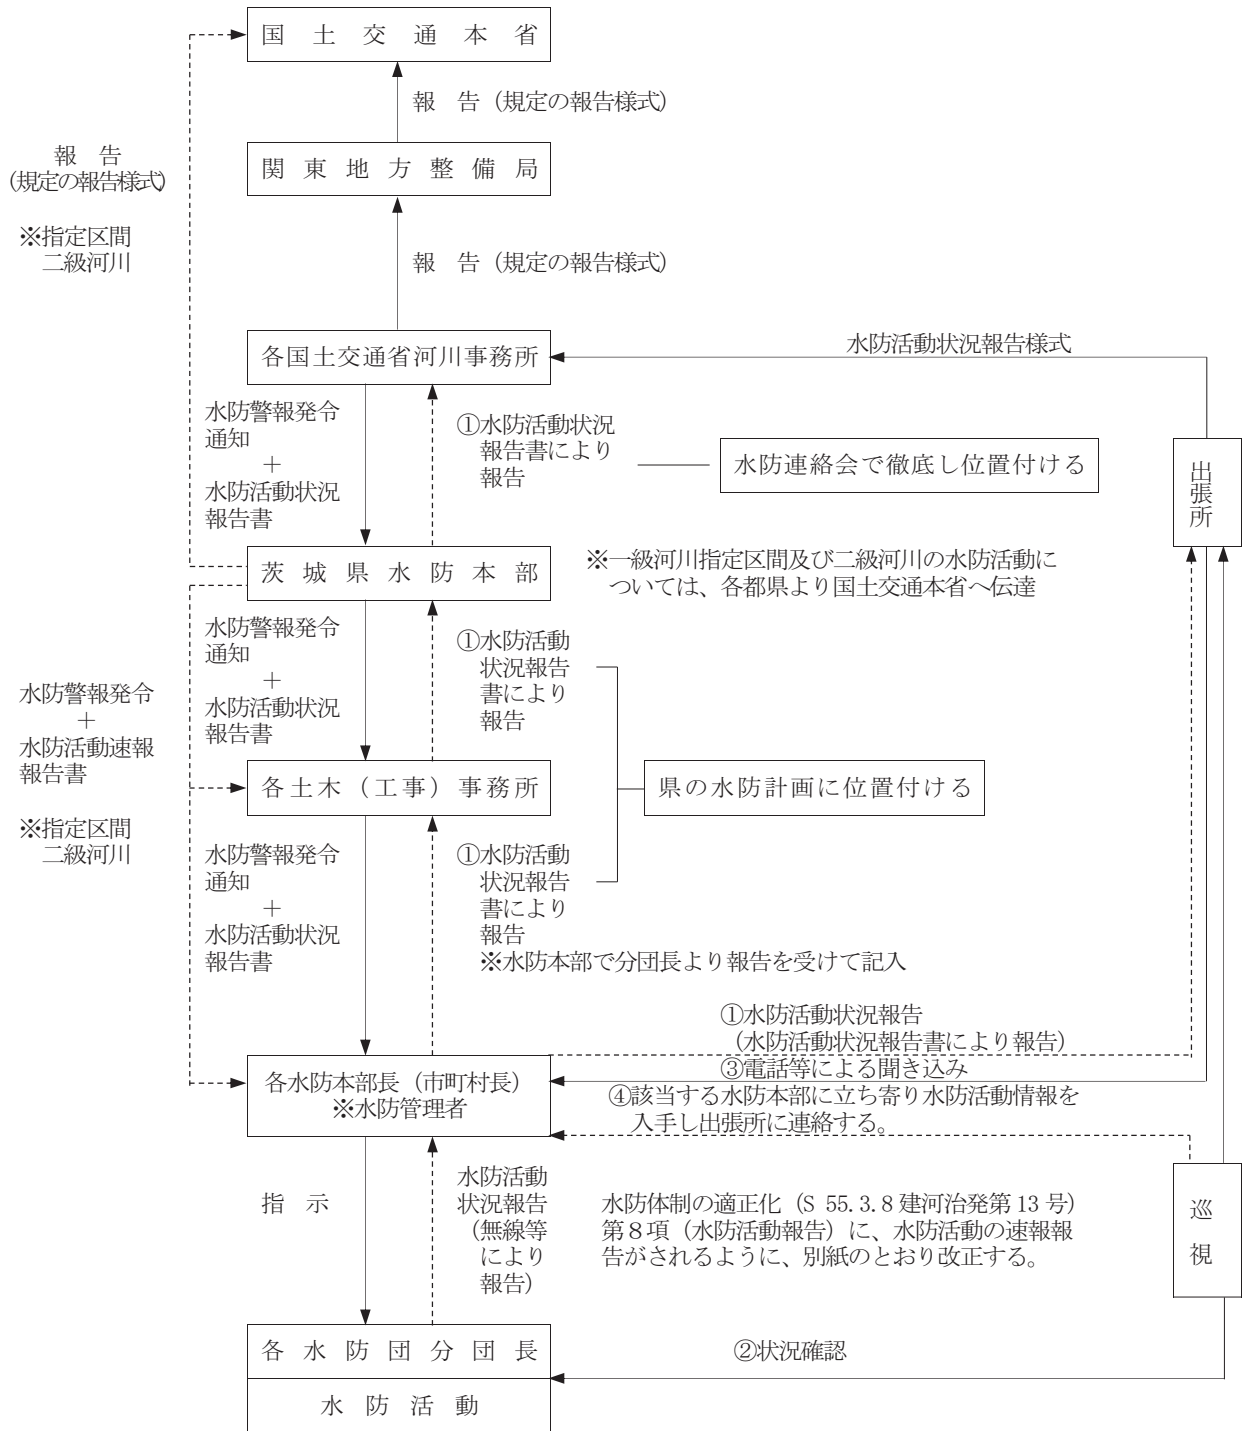 国土交通本省
報　告（規定の報告様式）
関東地方整備局
報　告
（規定の報告様式）
※指定区間
二級河川
報　告（規定の報告様式）
各国土交通省河川事務所
水防活動状況報告様式
水防警報発令
通知
＋
水防活動状況
報告書
①水防活動状況
報告書により
報告
水防連絡会で徹底し位置付ける
出張所
茨城県水防本部
※一級河川指定区間及び二級河川の水防活動に
ついては、各都県より国土交通本省へ伝達
水防警報発令
通知
＋
水防活動状況
報告書
①水防活動
状況報告
書により
報告
水防警報発令
＋
水防活動速報
報告書
※指定区間
二級河川
各土木（工事）事務所
県の水防計画に位置付ける
水防警報発令
通知
＋
水防活動状況
報告書
①水防活動
状況報告
書により
報告
※水防本部で分団長より報告を受けて記入
①水防活動状況報告
（水防活動状況報告書により報告）
③電話等による聞き込み
④該当する水防本部に立ち寄り水防活動情報を
入手し出張所に連絡する。
各水防本部長（市町村長）
※水防管理者
指　示
水防活動
状況報告
（無線等
により
報告）
水防体制の適正化（S 55.3.8 建河治発第 13 号）
第８項（水防活動報告）に、水防活動の速報報
告がされるように、別紙のとおり改正する。
巡視
各水防団分団長
②状況確認
水防活動